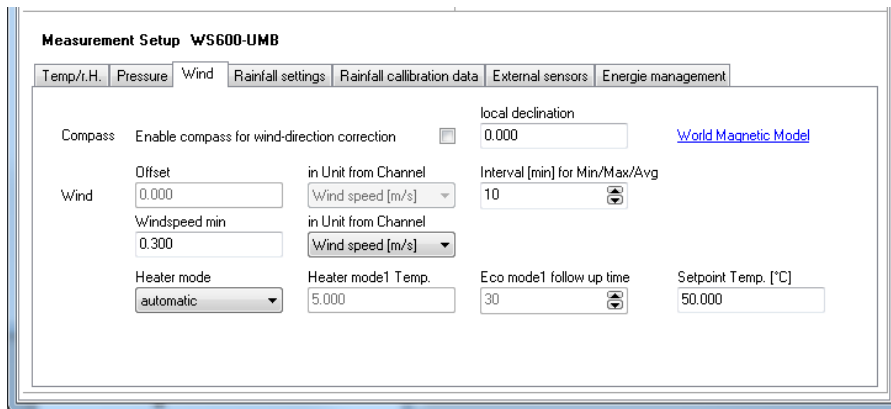 Measurement Setup WS600-UMB
Temp/r.H. Pressure Wind Rainfall settings Rainfall callibration data External sensors Energie management
local declination
Compass Enable compass for wind-direction correction 0.000 World Magnetic Model
Offset in Unit from Channel Interval [min] for Min/Max/Avg
Wind 0.000 Wind speed [m/s] 10
Windspeed min in Unit from Channel
0.300 Wind speed [m/s]
Heater mode Heater mode1 Temp. Eco mode1 follow up time Setpoint Temp. [°C]
automatic 5.000 30 50.000